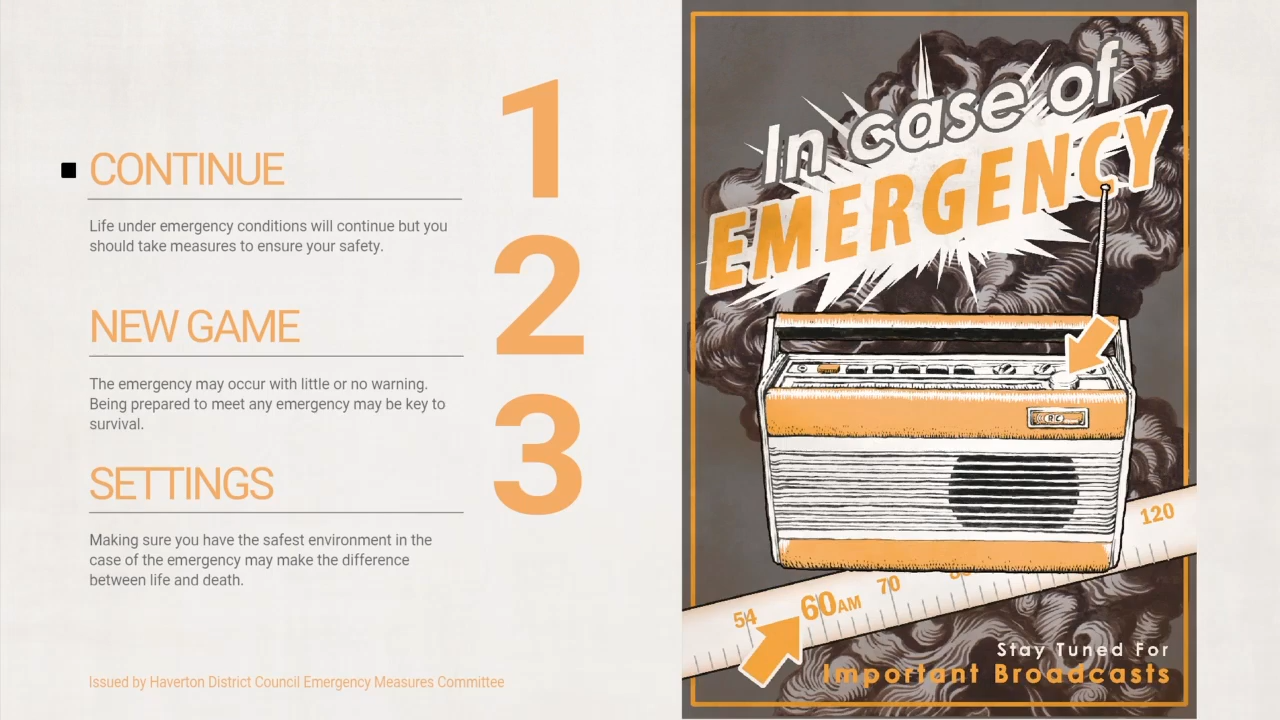 CONTINUE
Life under emergency conditions will continue but you
should take measures to ensure your safety.
1
NEW GAME
The emergency may occur with little or no warning.
Being prepared to meet any emergency may be key to
survival.
2
SETTINGS
Making sure you have the safest environment in the
case of the emergency may make the difference
between life and death.
3
Issued by Haverton District Council Emergency Measures Committee
In case of
EMERGENCY
54 60AM 70 120
Stay Tuned For
Important Broadcasts